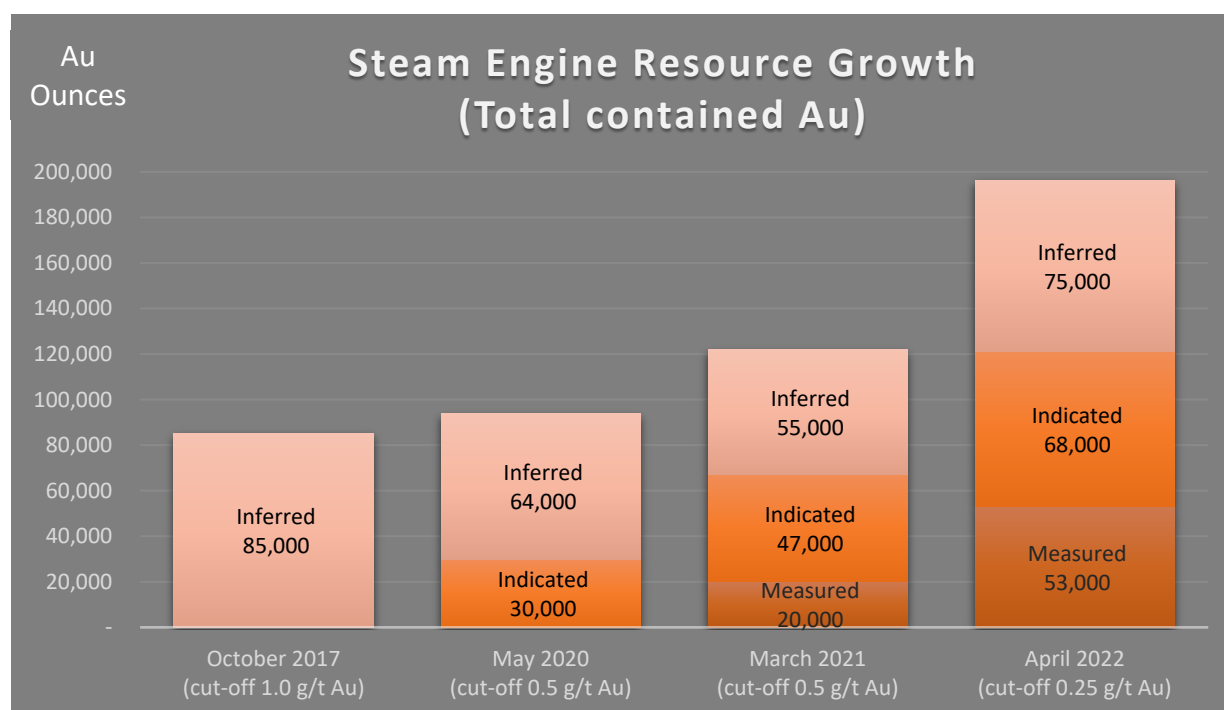 Au
Ounces
Steam Engine Resource Growth
(Total contained Au)
200,000
180,000
160,000
140,000
120,000
100,000
80,000
60,000
40,000
20,000
-
Inferred
85,000
Inferred
64,000
Indicated
30,000
Inferred
55,000
Indicated
47,000
Measured
20,000
Inferred
75,000
Indicated
68,000
Measured
53,000
October 2017
(cut-off 1.0 g/t Au)
May 2020
(cut-off 0.5 g/t Au)
March 2021
(cut-off 0.5 g/t Au)
April 2022
(cut-off 0.25 g/t Au)